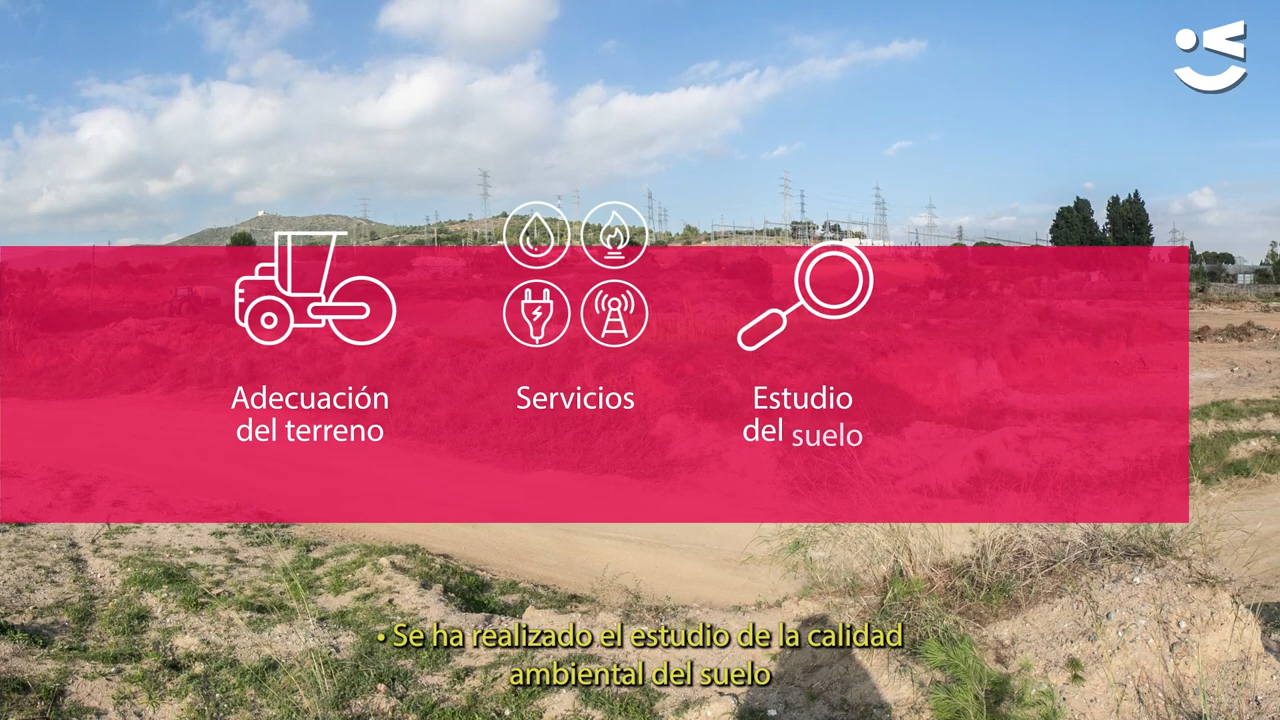 Adecuación
del terreno
Servicios
Estudio
del suelo
• Se ha realizado el estudio de la calidad
ambiental del suelo